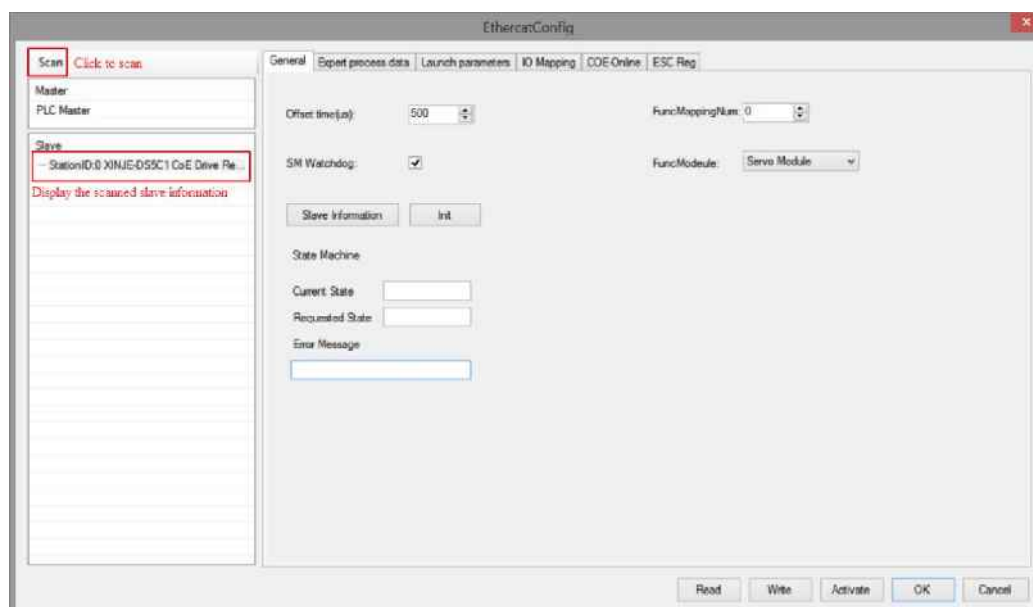 EthercatConfig
x
Scan Click to scan
Master
PLC Master
Slave
StationID:0 XINJE-DS5C1 CoE Drive Re...
Display the scanned slave information
General Expert process data Launch parameters IO Mapping COE-Online ESC Reg
Offset time(us): 500 FuncMappingNum: 0
SM Watchdog: FuncModeule: Servo Module
Slave Information Init
State Machine
Current State
Requested State
Error Message
Read Write Activate OK Cancel